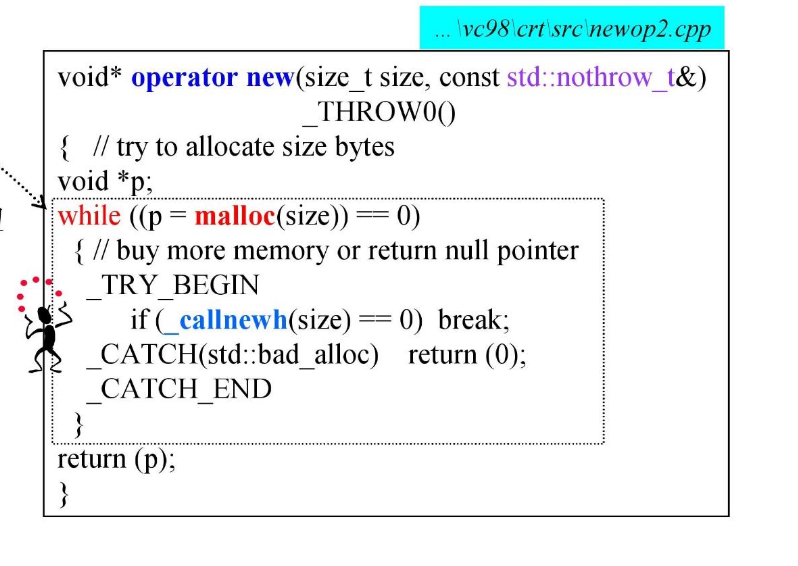 ...\vc98\crt\src\newop2.cpp
void* operator new(size_t size, const std::nothrow_t&)
_THROW0()
{ // try to allocate size bytes
void *p;
while ((p = malloc(size)) == 0)
{ // buy more memory or return null pointer
_TRY_BEGIN
if (_callnewh(size) == 0) break;
_CATCH(std::bad_alloc) return (0);
_CATCH_END
}
return (p);
}